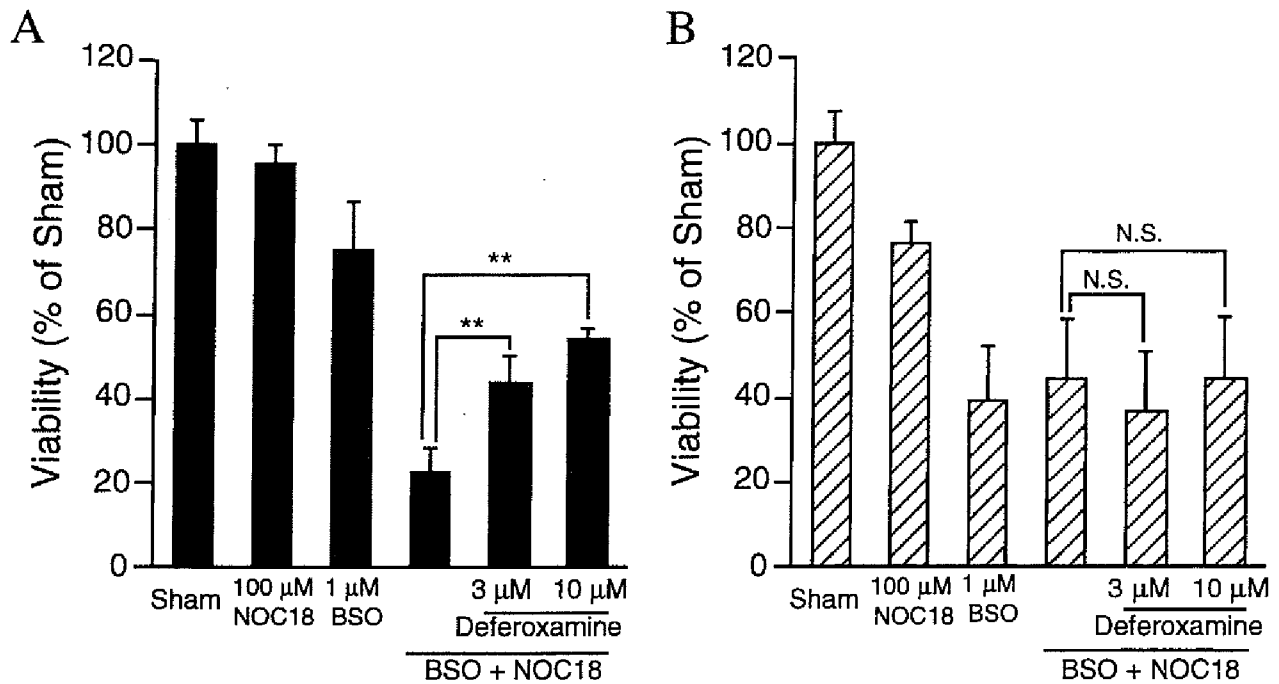 A
120
100
80
60
40
20
0
Viability (% of Sham)
**
**
Sham
100 µM
NOC18
1 µM
BSO
3 µM
10 µM
Deferoxamine
BSO + NOC18
B
120
100
80
60
40
20
0
Viability (% of Sham)
N.S.
N.S.
Sham
100 µM
NOC18
1 µM
BSO
3 µM
10 µM
Deferoxamine
BSO + NOC18